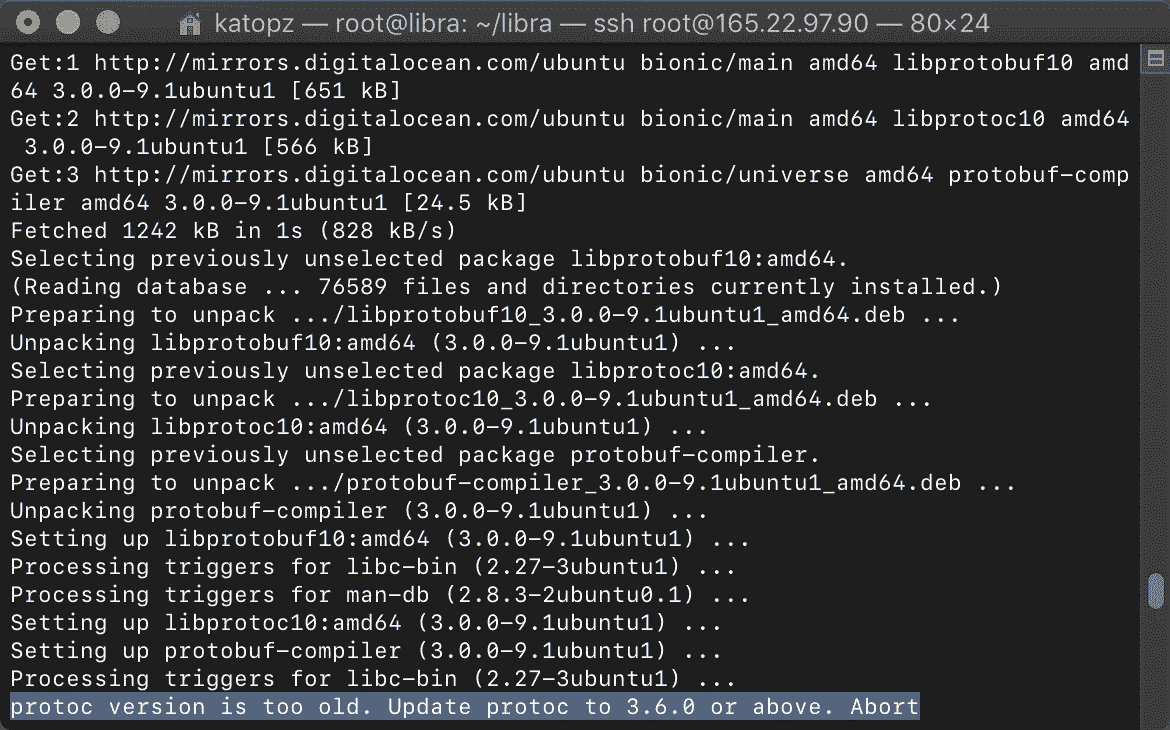 katopz — root@libra: ~/libra — ssh root@165.22.97.90 — 80×24
Get:1 http://mirrors.digitalocean.com/ubuntu bionic/main amd64 libprotobuf10 amd
64 3.0.0-9.1ubuntu1 [651 kB]
Get:2 http://mirrors.digitalocean.com/ubuntu bionic/main amd64 libprotoc10 amd64
 3.0.0-9.1ubuntu1 [566 kB]
Get:3 http://mirrors.digitalocean.com/ubuntu bionic/universe amd64 protobuf-comp
iler amd64 3.0.0-9.1ubuntu1 [24.5 kB]
Fetched 1242 kB in 1s (828 kB/s)
Selecting previously unselected package libprotobuf10:amd64.
(Reading database ... 76589 files and directories currently installed.)
Preparing to unpack .../libprotobuf10_3.0.0-9.1ubuntu1_amd64.deb ...
Unpacking libprotobuf10:amd64 (3.0.0-9.1ubuntu1) ...
Selecting previously unselected package libprotoc10:amd64.
Preparing to unpack .../libprotoc10_3.0.0-9.1ubuntu1_amd64.deb ...
Unpacking libprotoc10:amd64 (3.0.0-9.1ubuntu1) ...
Selecting previously unselected package protobuf-compiler.
Preparing to unpack .../protobuf-compiler_3.0.0-9.1ubuntu1_amd64.deb ...
Unpacking protobuf-compiler (3.0.0-9.1ubuntu1) ...
Setting up libprotobuf10:amd64 (3.0.0-9.1ubuntu1) ...
Processing triggers for libc-bin (2.27-3ubuntu1) ...
Processing triggers for man-db (2.8.3-2ubuntu0.1) ...
Setting up libprotoc10:amd64 (3.0.0-9.1ubuntu1) ...
Setting up protobuf-compiler (3.0.0-9.1ubuntu1) ...
Processing triggers for libc-bin (2.27-3ubuntu1) ...
protoc version is too old. Update protoc to 3.6.0 or above. Abort